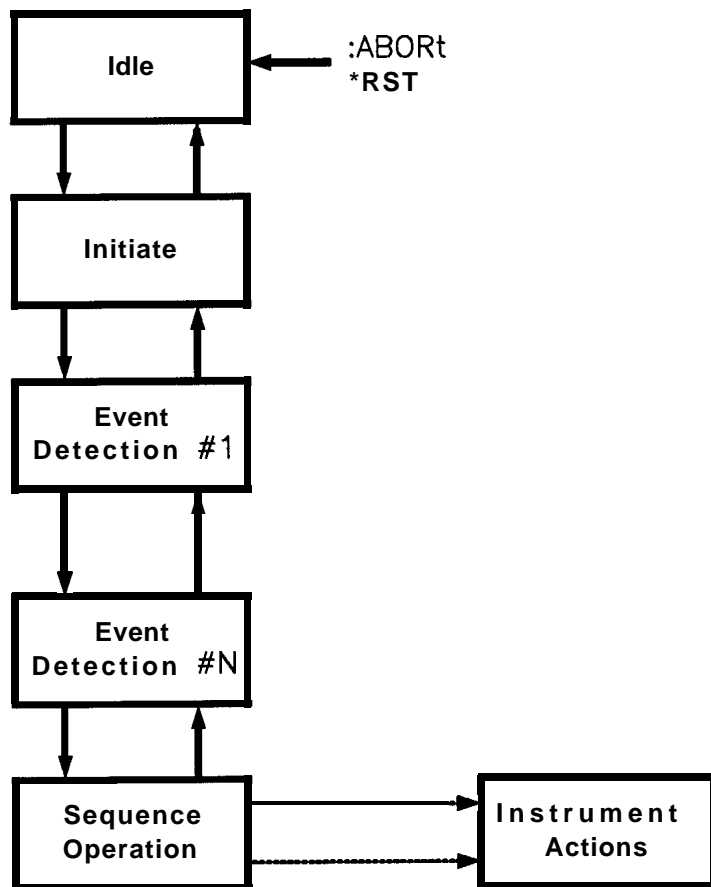 Idle
:ABORt
*RST
Initiate
Event
Detection #1
Event
Detection #N
Sequence
Operation
Instrument
Actions